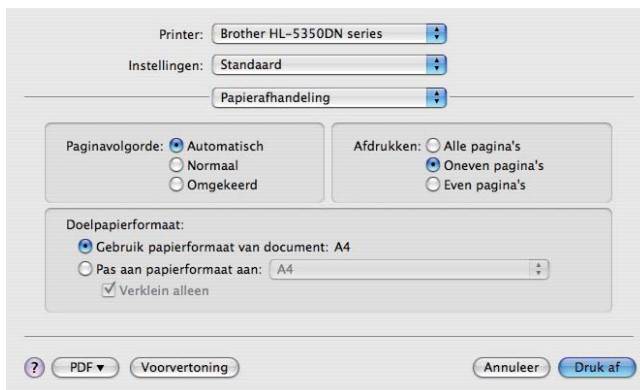 Printer: Brother HL-5350DN series
Instellingen: Standaard
Papierafhandeling
Paginavolgorde: Automatisch
Normaal
Omgekeerd
Afdrukken: Alle pagina's
Oneven pagina's
Even pagina's
Doelpapierformaat:
Gebruik papierformaat van document: A4
Pas aan papierformaat aan: A4
Verklein alleen
? PDF ▼ Voorvertoning Annuleer Druk af